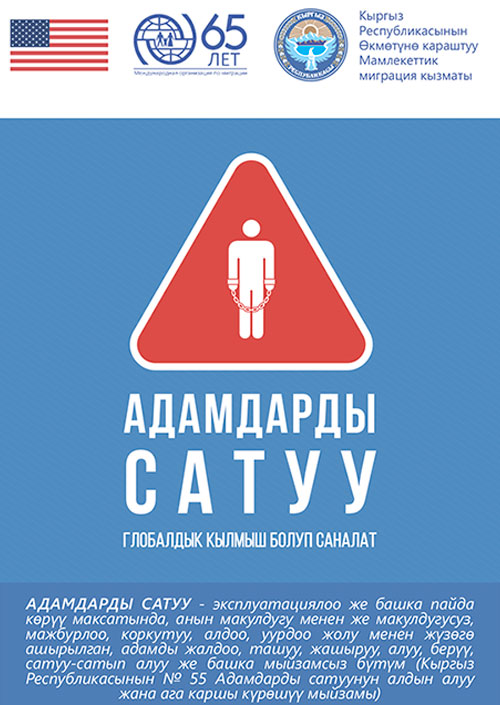 65
ЛЕТ
Международная организация по миграции
Кыргыз
Республикасынын
Өкмөтүнө караштуу
Мамлекеттик
миграция кызматы
АДАМДАРДЫ
САТУУ
ГЛОБАЛДЫК КЫЛМЫШ БОЛУП САНАЛАТ
АДАМДАРДЫ САТУУ - эксплуатациялоо же башка пайда
көрүү максатында, анын макулдугу менен же макулдугусуз,
мажбурлоо, коркутуу, алдоо, уурдоо жолу менен жүзөгө
ашырылган, адамды жалдоо, ташуу, жашыруу, алуу, берүү,
сатуу-сатып алуу же башка мыйзамсыз бүтүм (Кыргыз
Республикасынын № 55 Адамдарды сатуунун алдын алуу
жана ага каршы күрөшүү мыйзамы)